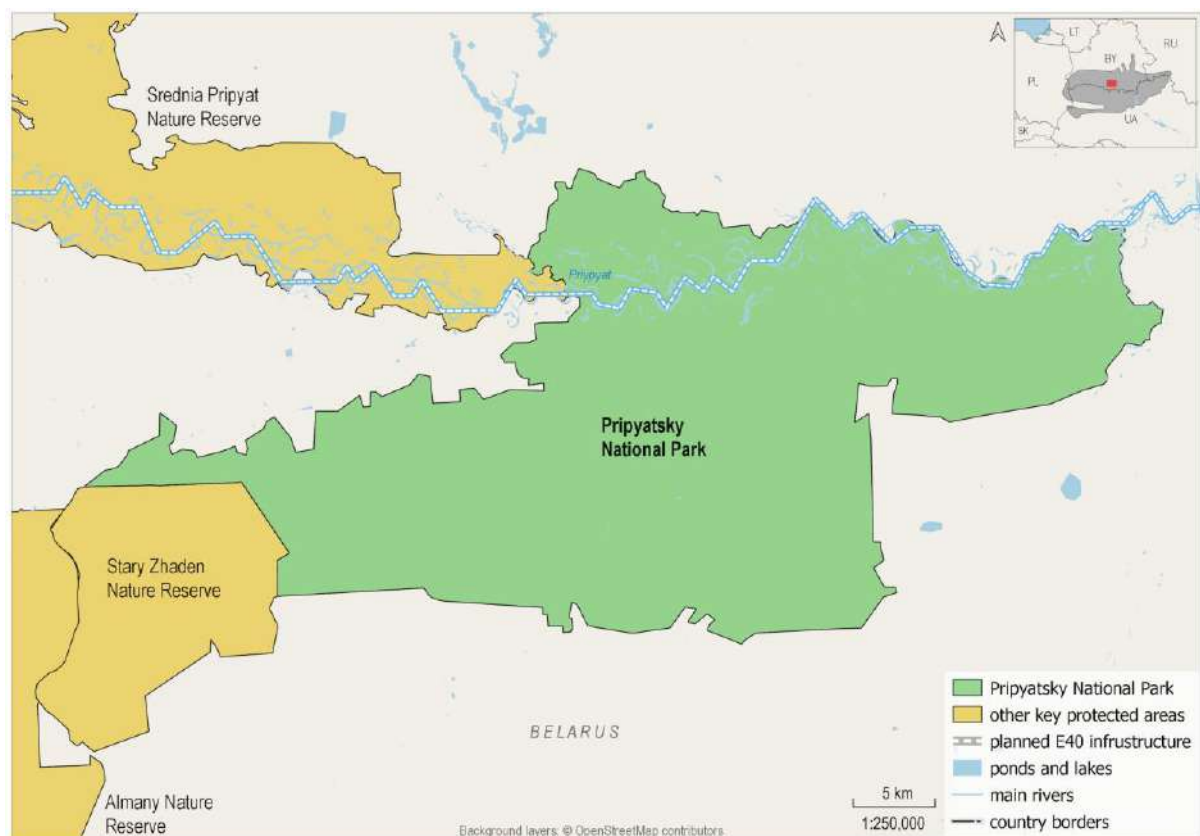 Srednia Pripyat
Nature Reserve
LT
RU
BY
PL
UA
SK
Pripyat
Pripyatsky
National Park
Stary Zhaden
Nature Reserve
BELARUS
Almany Nature
Reserve
Pripyatsky National Park
other key protected areas
planned E40 infrustructure
ponds and lakes
main rivers
country borders
5 km
1:250,000
Background layers: © OpenStreetMap contributors